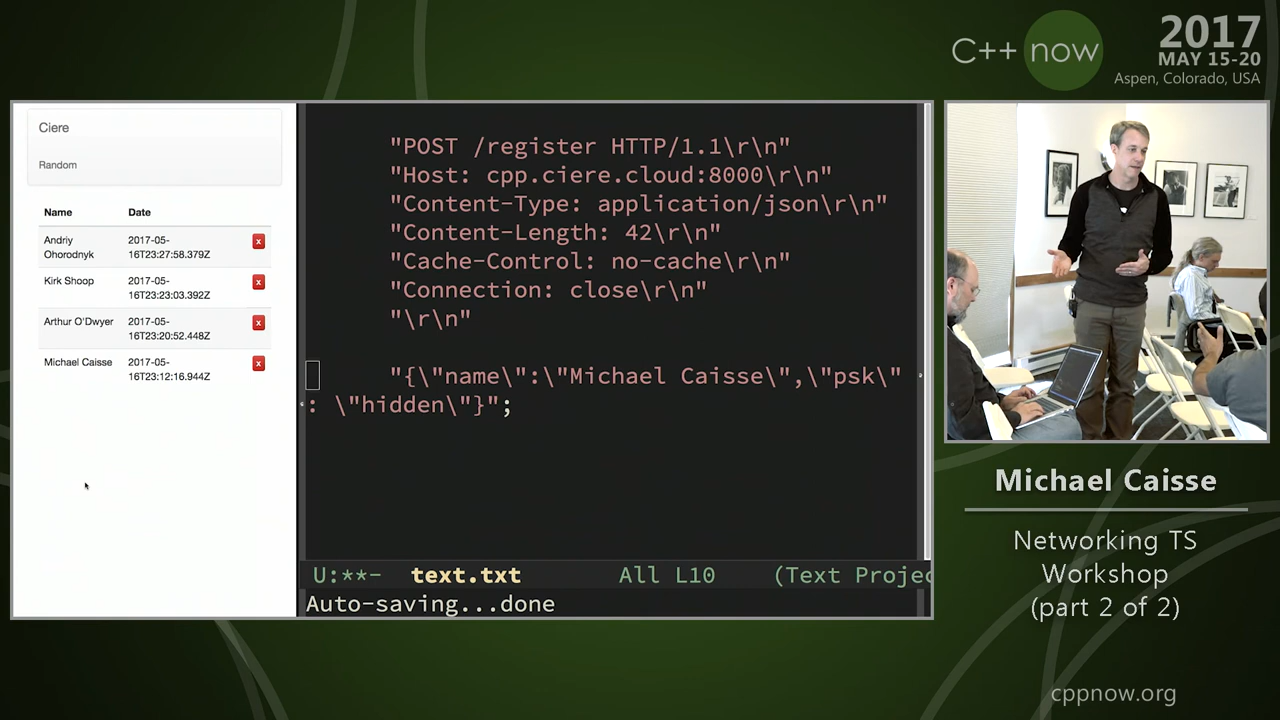 C++ now
2017
MAY 15-20
Aspen, Colorado, USA
Ciere
Random
Name Date
Andriy
Ohorodnyk
2017-05-
16T23:27:58.379Z
x
Kirk Shoop
2017-05-
16T23:23:03.392Z
x
Arthur O'Dwyer
2017-05-
16T23:20:52.448Z
x
Michael Caisse
2017-05-
16T23:12:16.944Z
x
"POST /register HTTP/1.1\r\n"
"Host: cpp.ciere.cloud:8000\r\n"
"Content-Type: application/json\r\n"
"Content-Length: 42\r\n"
"Cache-Control: no-cache\r\n"
"Connection: close\r\n"
"\r\n"
"{\"name\":\"Michael Caisse\",\"psk\"
: \"hidden\"}";
U:**- text.txt All L10 (Text Projec
Auto-saving...done
Michael Caisse
Networking TS
Workshop
(part 2 of 2)
cppnow.org